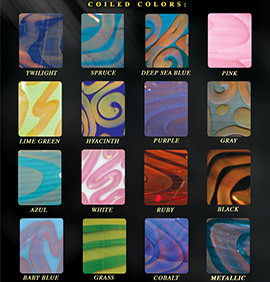 COILED COLORS:
TWILIGHT SPRUCE DEEP SEA BLUE PINK
LIME GREEN HYACINTH PURPLE GRAY
AZUL WHITE RUBY BLACK
BABY BLUE GRASS COBALT METALLIC